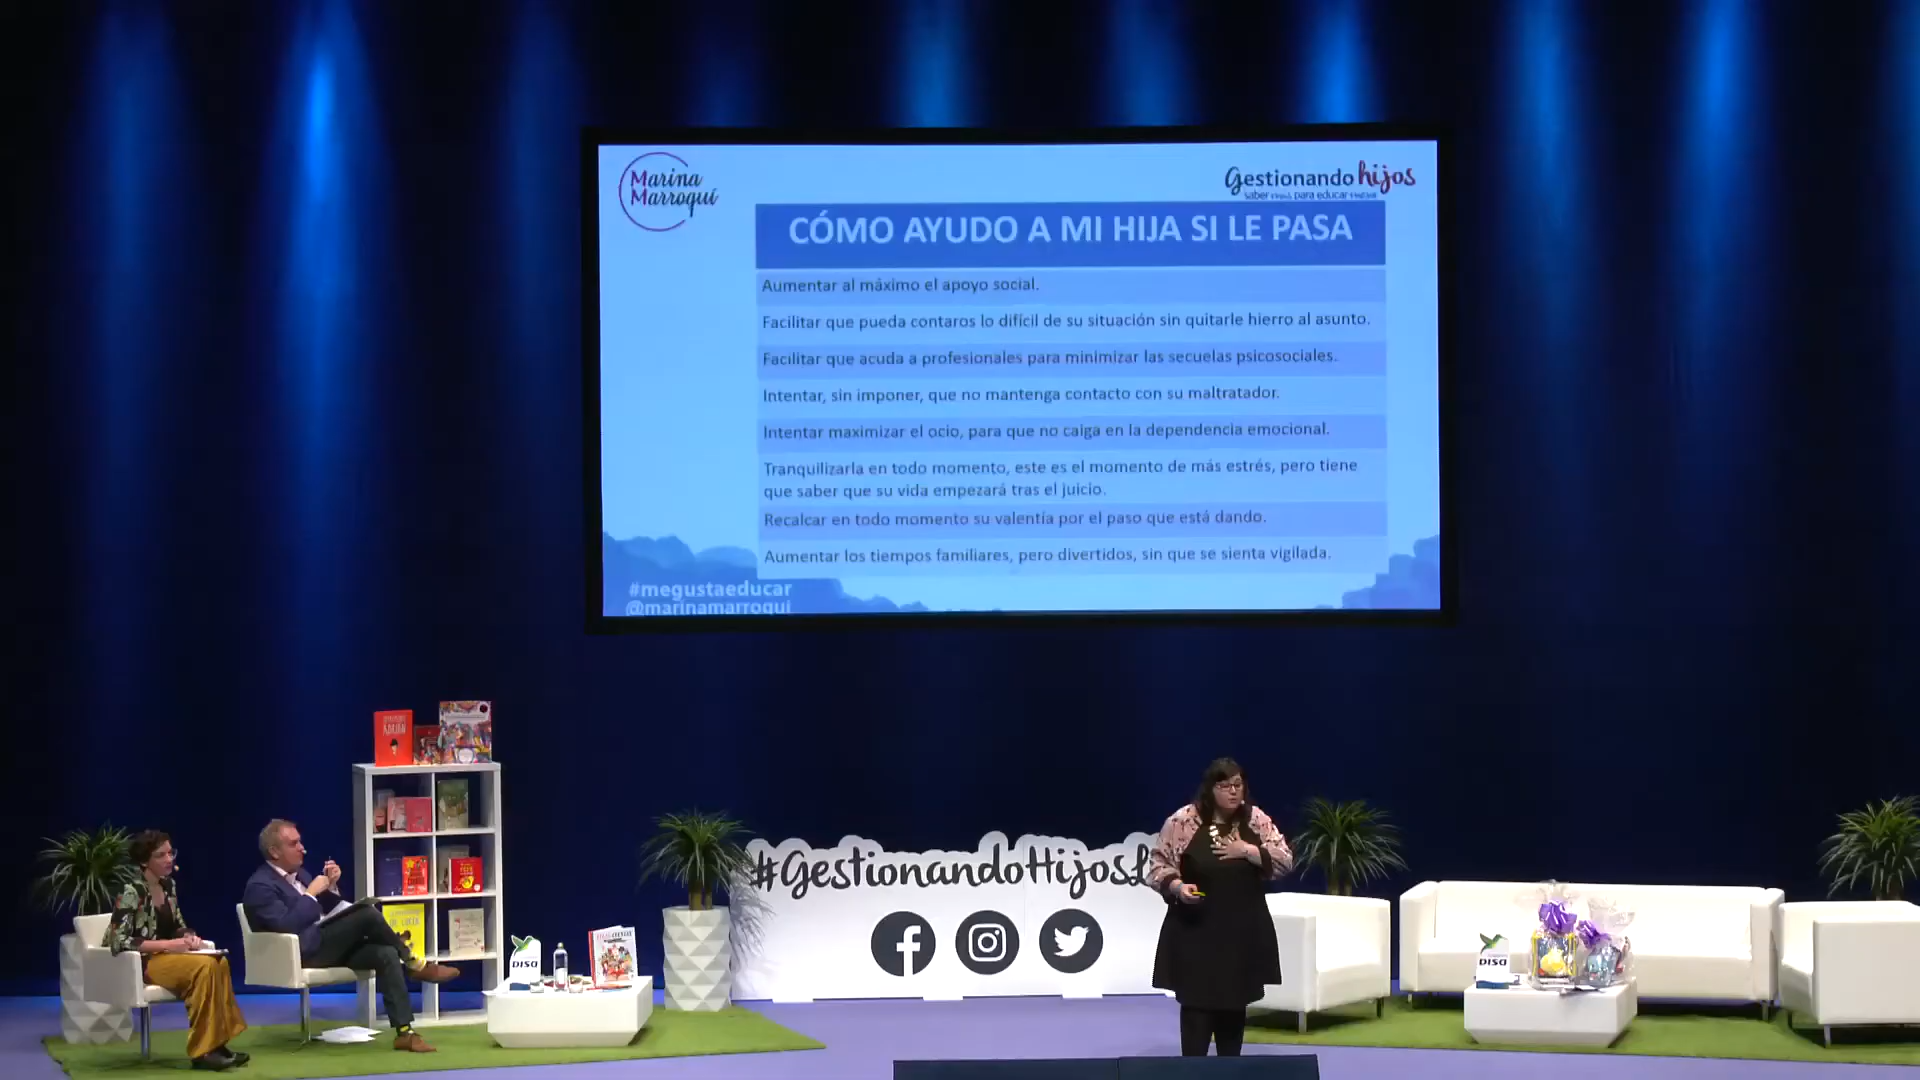 Marina
Marroquí
Gestionando hijos
saber para educar
CÓMO AYUDO A MI HIJA SI LE PASA
Aumentar al máximo el apoyo social.
Facilitar que pueda contaros lo difícil de su situación sin quitarle hierro al asunto.
Facilitar que acuda a profesionales para minimizar las secuelas psicosociales.
Intentar, sin imponer, que no mantenga contacto con su maltratador.
Intentar maximizar el ocio, para que no caiga en la dependencia emocional.
Tranquilizarla en todo momento, este es el momento de más estrés, pero tiene
que saber que su vida empezará tras el juicio.
Recalcar en todo momento su valentía por el paso que está dando.
Aumentar los tiempos familiares, pero divertidos, sin que se sienta vigilada.
#megustaeducar
@marinamarroqui
#GestionandoHijosL
DISA
DISA